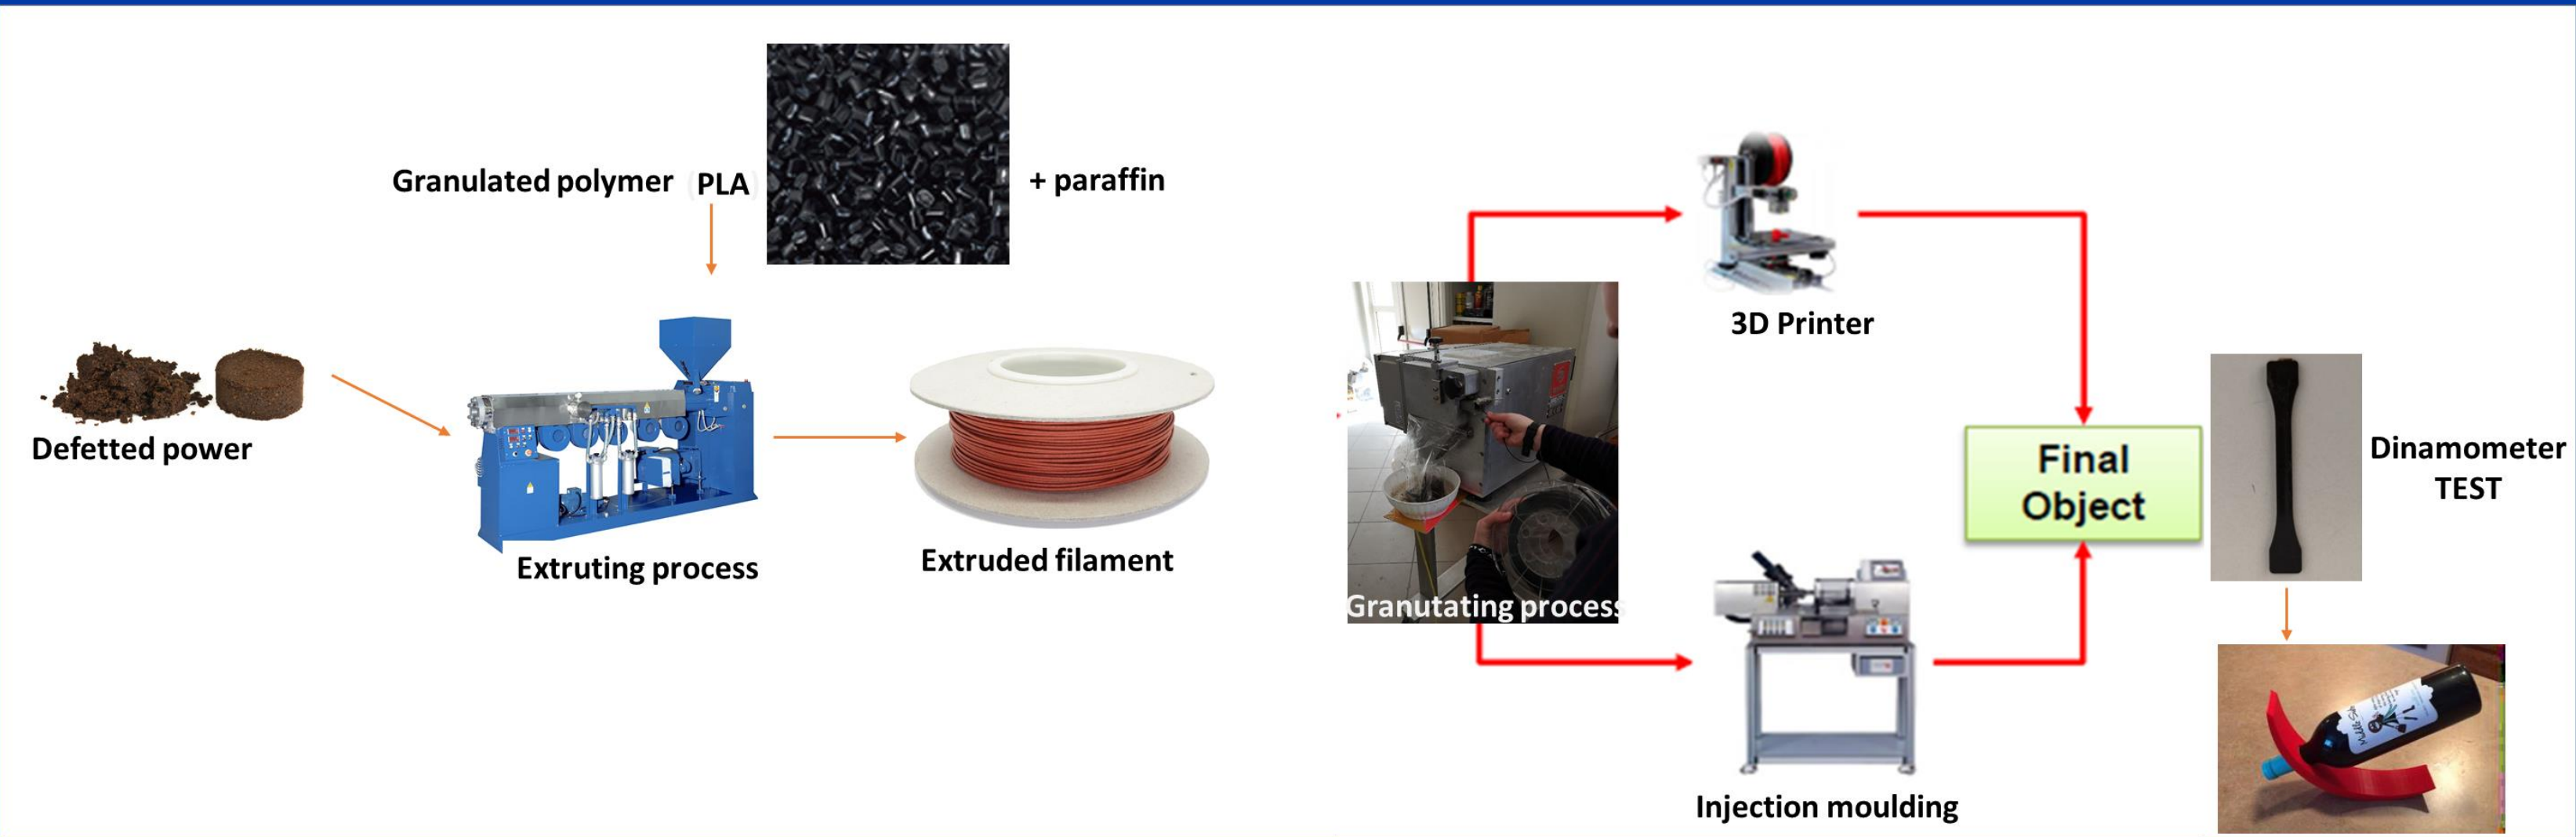 Granulated polymer (PLA)
+ paraffin
Defetted power
Extruting process
Extruded filament
Granutating process
3D Printer
Injection moulding
Final
Object
Dinamometer
TEST